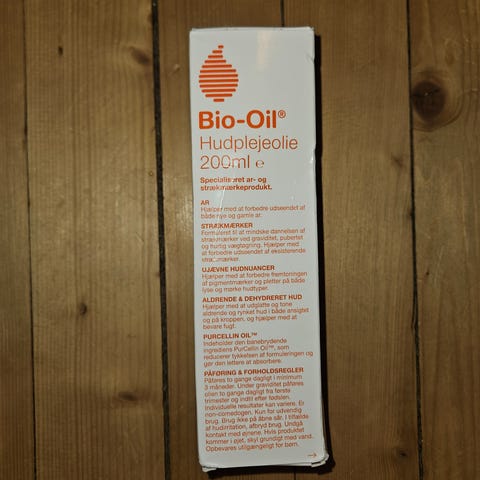 Bio-Oil®
Hudplejeolie
200ml ℮
Specialiseret ar- og
strækmærkeprodukt.
AR
Hjælper med at forbedre udseendet af
både nye og gamle ar.
STRÆKMÆRKER
Formuleret til at mindske dannelsen af
strækmærker ved graviditet, pubertet
og hurtig vægtøgning. Hjælper med
at forbedre udseendet af eksisterende
strækmærker.
UJÆVNE HUDNUANCER
Hjælper med at forbedre fremtoningen
af pigmentmærker og pletter på både
lyse og mørke hudtyper.
ALDRENDE & DEHYDRERET HUD
Hjælper med at udglatte og tone
aldrende og rynket hud i både ansigtet
og på kroppen, og hjælper med at
bevare fugt.
PURCELLIN OIL™
Indeholder den banebrydende
ingrediens PurCellin Oil™, som
reducerer tykkelsen af formuleringen og
gør den lettere at absorbere.
PÅFØRING & FORHOLDSREGLER
Påføres to gange dagligt i minimum
3 måneder. Under graviditet påføres
olien to gange dagligt fra første
trimester og indtil efter fødslen.
Individuelle resultater kan variere. Er
non-comedogen. Kun for udvendig
brug. Brug ikke på åbne sår. I tilfælde
af hudirritation, afbryd brug. Undgå
kontakt med øjnene. Hvis produktet
kommer i øjet, skyl grundigt med vand.
Opbevares utilgængeligt for børn.